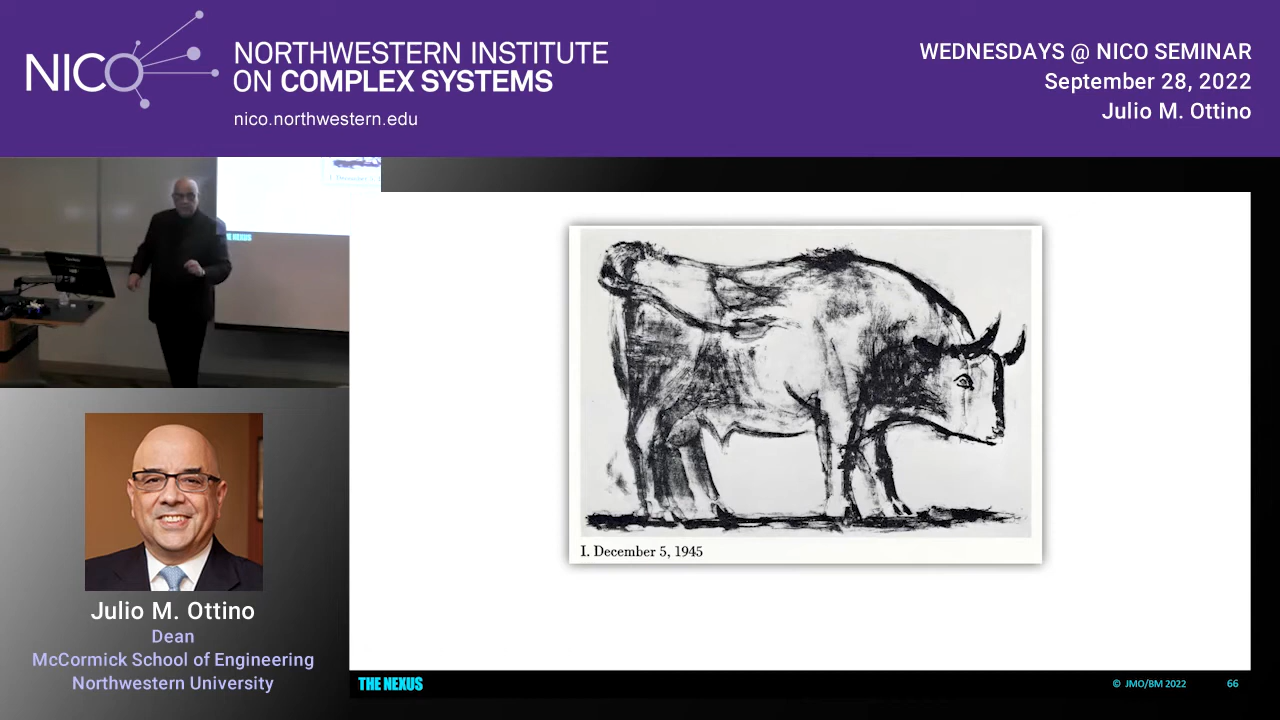 NICO
NORTHWESTERN INSTITUTE
ON COMPLEX SYSTEMS
nico.northwestern.edu
WEDNESDAYS @ NICO SEMINAR
September 28, 2022
Julio M. Ottino
I. December 5, 1945
Julio M. Ottino
Dean
McCormick School of Engineering
Northwestern University
THE NEXUS
© JMO/BM 2022
66